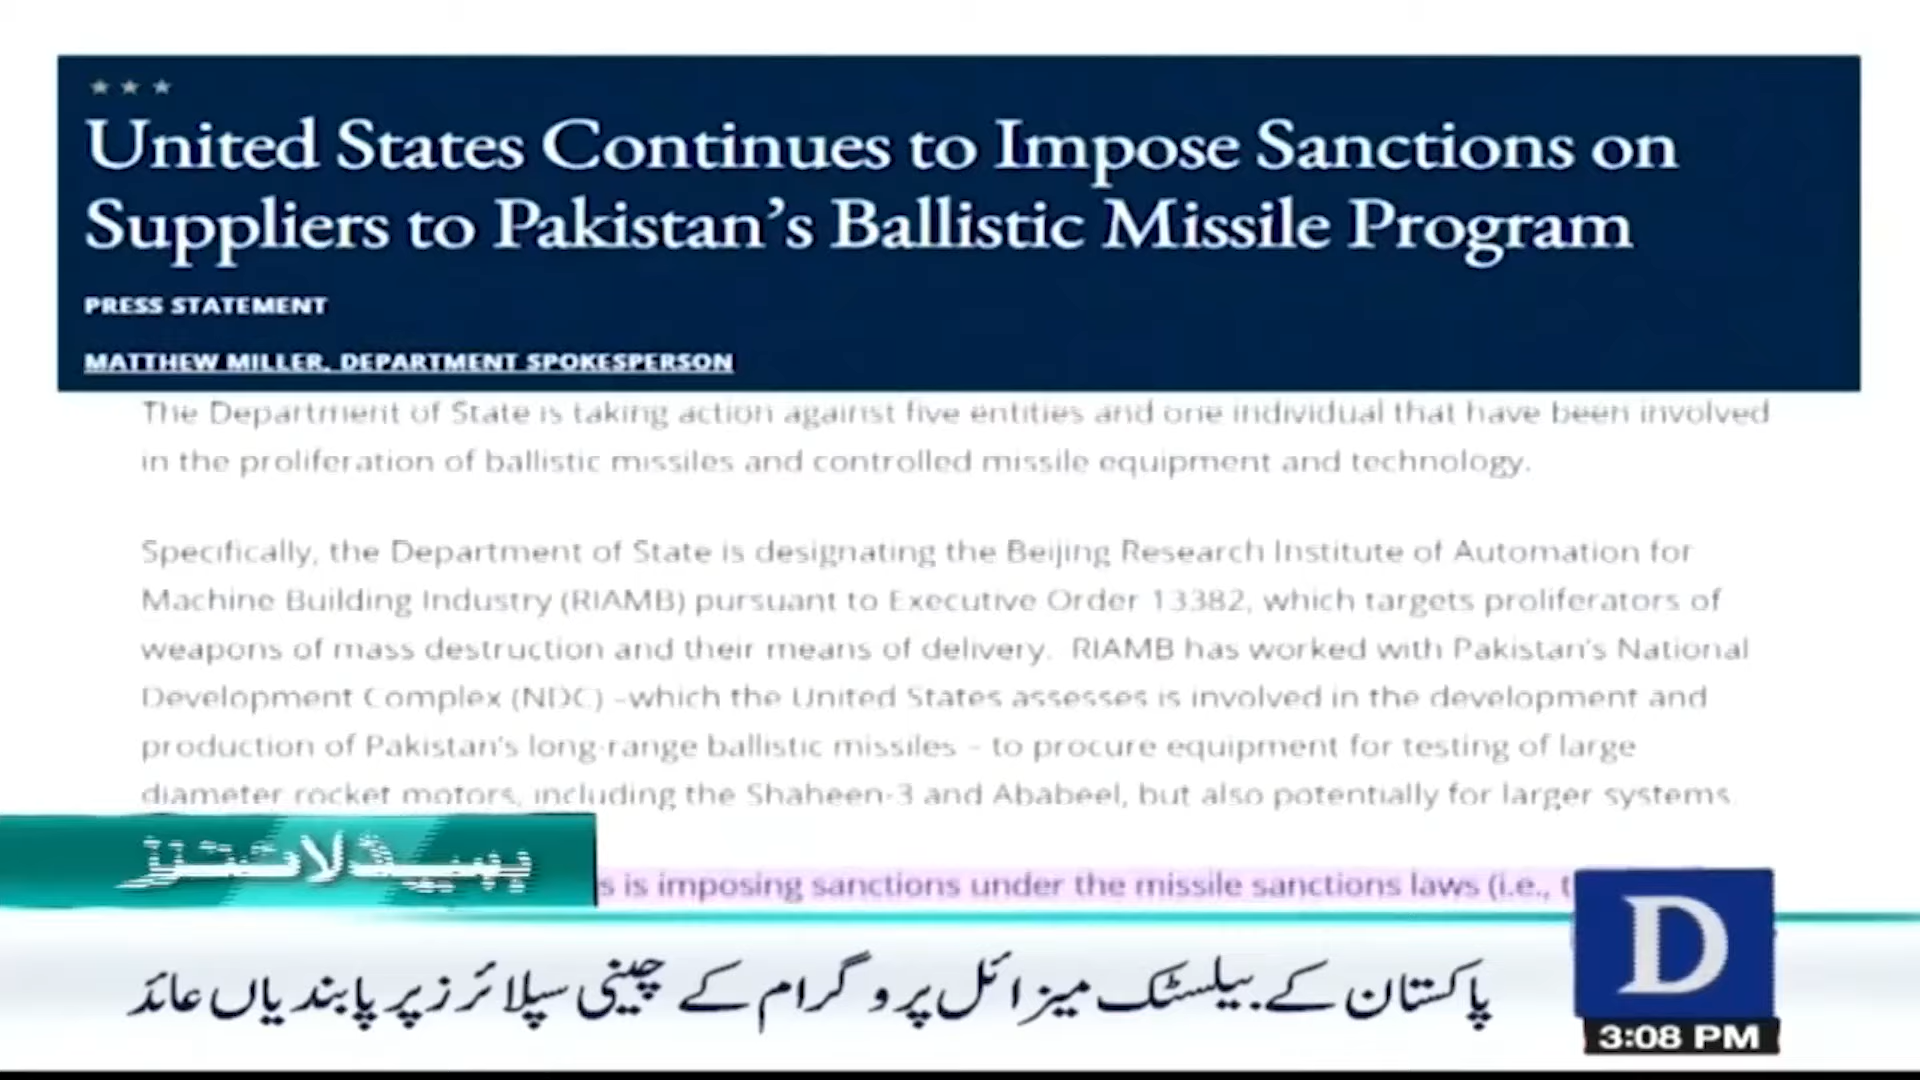 United States Continues to Impose Sanctions on
Suppliers to Pakistan’s Ballistic Missile Program
PRESS STATEMENT
MATTHEW MILLER, DEPARTMENT SPOKESPERSON
The Department of State is taking action against five entities and one individual that have been involved
in the proliferation of ballistic missiles and controlled missile equipment and technology.
Specifically, the Department of State is designating the Beijing Research Institute of Automation for
Machine Building Industry (RIAMB) pursuant to Executive Order 13382, which targets proliferators of
weapons of mass destruction and their means of delivery. RIAMB has worked with Pakistan’s National
Development Complex (NDC) –which the United States assesses is involved in the development and
production of Pakistan’s long-range ballistic missiles – to procure equipment for testing of large
diameter rocket motors, including the Shaheen-3 and Ababeel, but also potentially for larger systems.
ہیڈلائنز
s is imposing sanctions under the missile sanctions laws (i.e., t
پاکستان کے بیلسٹک میزائل پروگرام کے چینی سپلائرز پر پابندیاں عائد
D
3:08 PM